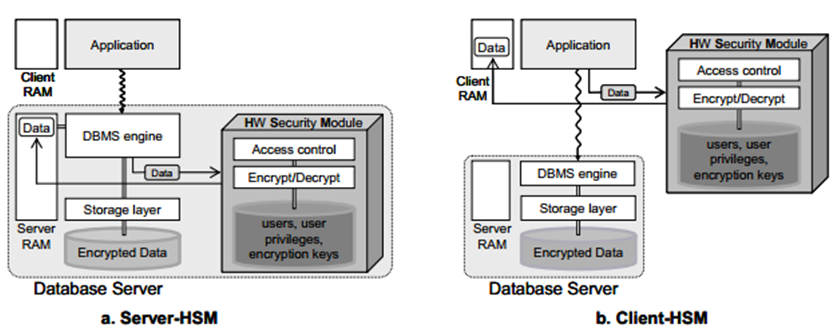 Client
RAM
Application
Data
Server
RAM
DBMS engine
Data
Storage layer
Encrypted Data
HW Security Module
Access control
Encrypt/Decrypt
users, user
privileges,
encryption keys
Database Server
a. Server-HSM
Data
Client
RAM
Application
Data
HW Security Module
Access control
Encrypt/Decrypt
users, user
privileges,
encryption keys
Server
RAM
DBMS engine
Storage layer
Encrypted Data
Database Server
b. Client-HSM